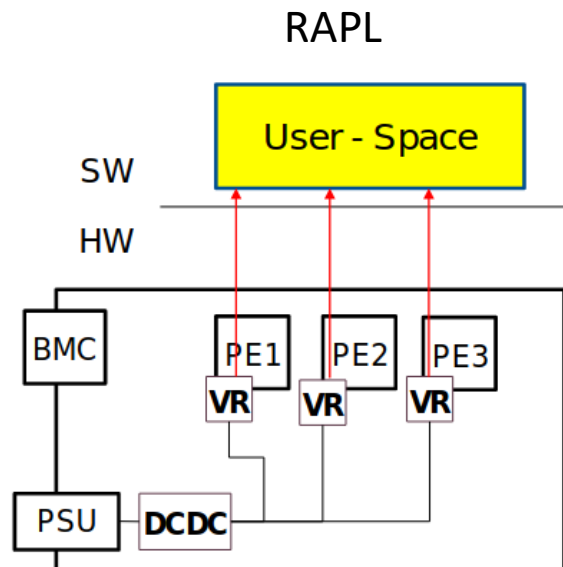 RAPL
User - Space
SW
HW
BMC
PE1
PE2
PE3
VR
VR
VR
PSU
DCDC